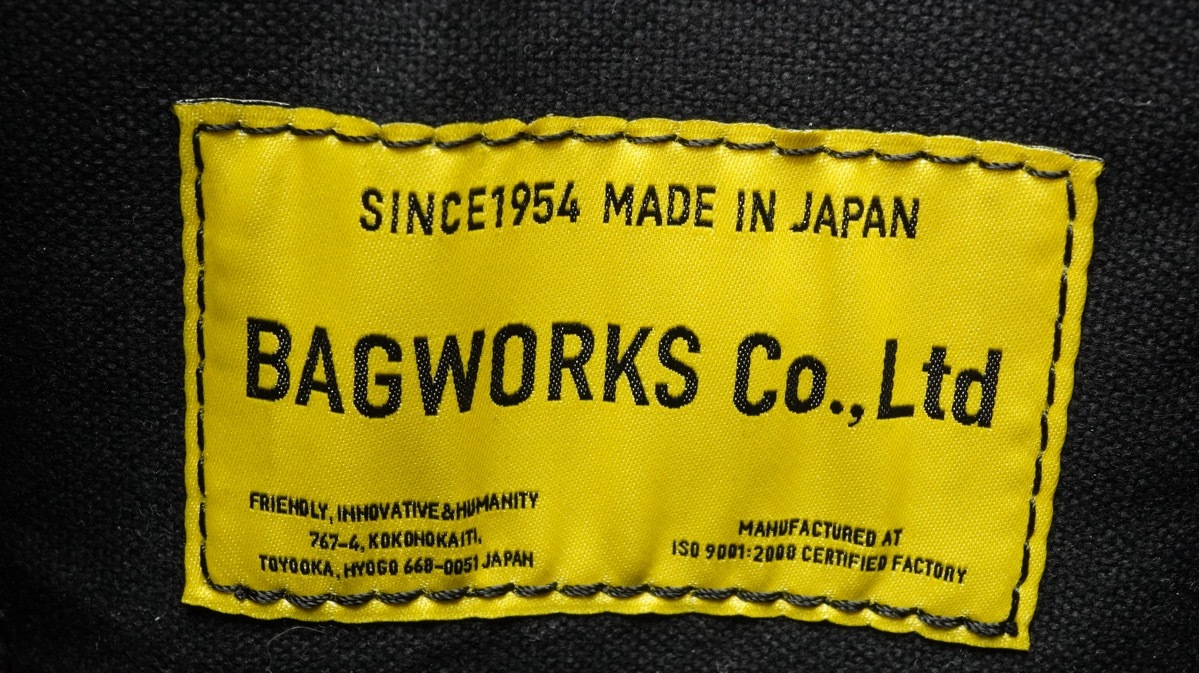 SINCE1954 MADE IN JAPAN
BAGWORKS Co.,Ltd
FRIENDLY, INNOVATIVE & HUMANITY
767-4, KOKONOKAITI,
TOYOOKA, HYOGO 668-0051 JAPAN
MANUFACTURED AT
ISO 9001:2000 CERTIFIED FACTORY